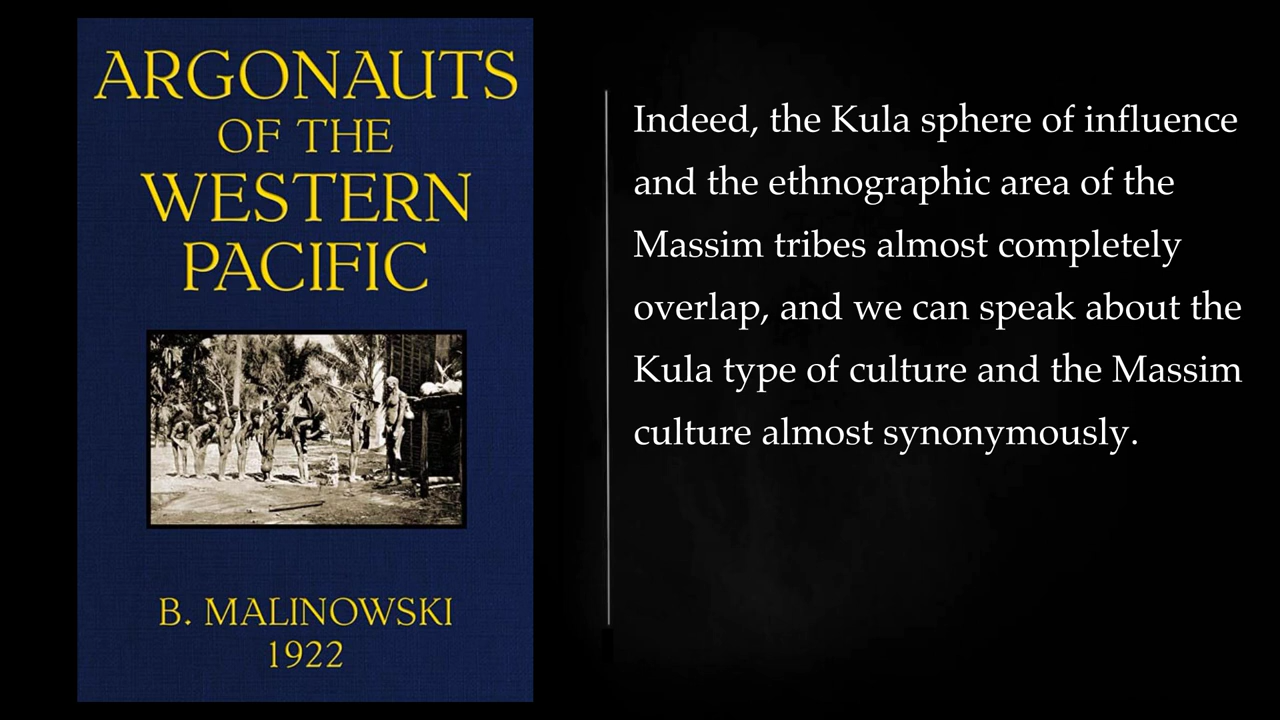 ARGONAUTS
OF THE
WESTERN
PACIFIC
B. MALINOWSKI
1922
Indeed, the Kula sphere of influence
and the ethnographic area of the
Massim tribes almost completely
overlap, and we can speak about the
Kula type of culture and the Massim
culture almost synonymously.